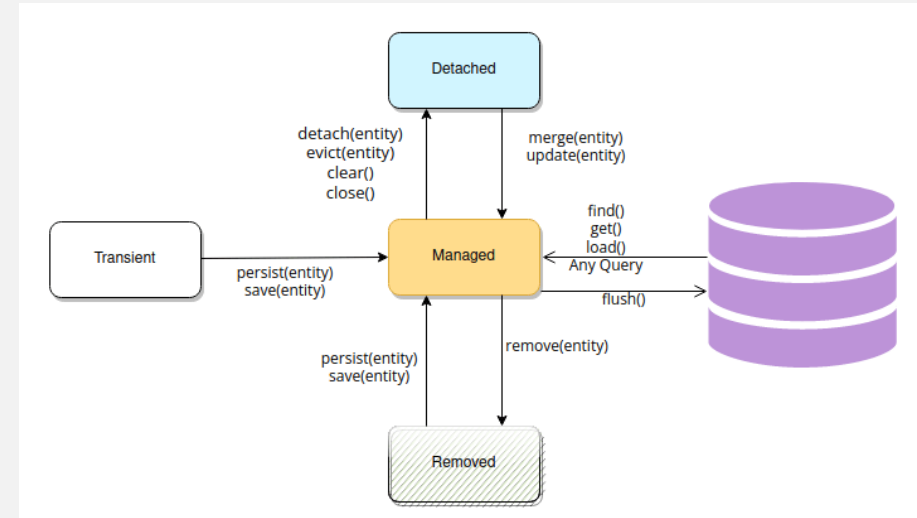 Detached
detach(entity)
evict(entity)
clear()
close()
merge(entity)
update(entity)
Transient
persist(entity)
save(entity)
Managed
find()
get()
load()
Any Query
flush()
persist(entity)
save(entity)
remove(entity)
Removed